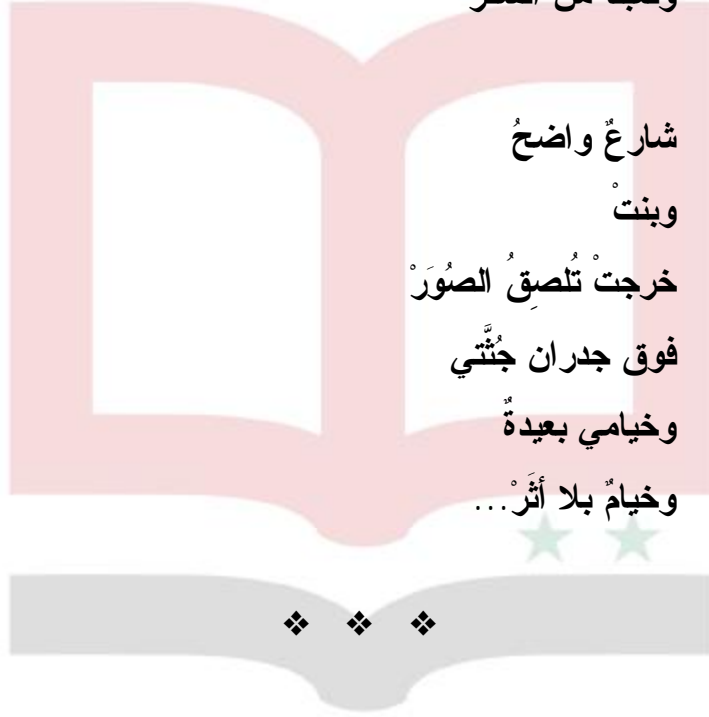 شارعٌ واضحُ
وبنتْ
خرجتْ تُلصِقُ الصُوَرْ
فوق جدران جُثَّتي
وخيامي بعيدةٌ
وخيامٌ بلا أثَرْ...